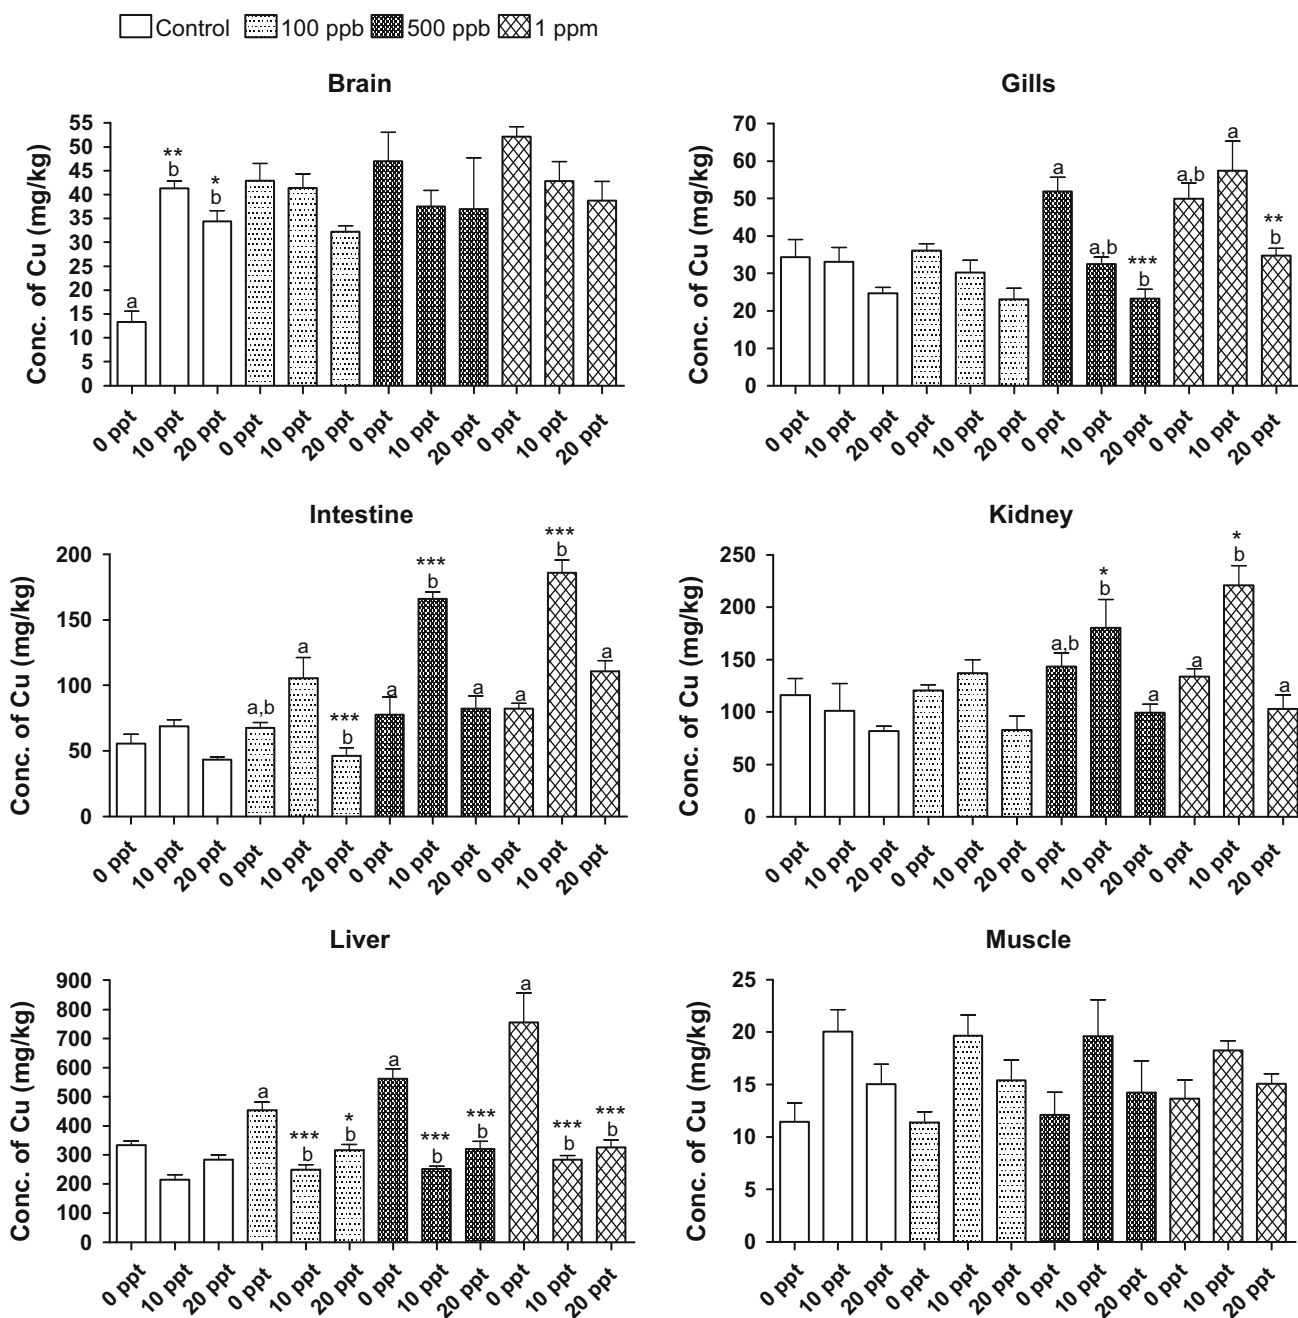 Control 100 ppb 500 ppb 1 ppm
Brain
Conc. of Cu (mg/kg)
55
50
45
40
35
30
25
20
15
10
5
0
a
**
b
*
b
0 ppt 10 ppt 20 ppt 0 ppt 10 ppt 20 ppt 0 ppt 10 ppt 20 ppt 0 ppt 10 ppt 20 ppt
Gills
Conc. of Cu (mg/kg)
70
60
50
40
30
20
10
0
a
a,b
***
b
a,b
a
**
b
0 ppt 10 ppt 20 ppt 0 ppt 10 ppt 20 ppt 0 ppt 10 ppt 20 ppt 0 ppt 10 ppt 20 ppt
Intestine
Conc. of Cu (mg/kg)
200
150
100
50
0
a,b
a
***
b
a
***
b
a
a
***
b
a
0 ppt 10 ppt 20 ppt 0 ppt 10 ppt 20 ppt 0 ppt 10 ppt 20 ppt 0 ppt 10 ppt 20 ppt
Kidney
Conc. of Cu (mg/kg)
250
200
150
100
50
0
a,b
*
b
a
a
*
b
a
0 ppt 10 ppt 20 ppt 0 ppt 10 ppt 20 ppt 0 ppt 10 ppt 20 ppt 0 ppt 10 ppt 20 ppt
Liver
Conc. of Cu (mg/kg)
900
800
700
600
500
400
300
200
100
0
a
***
b
*
b
a
***
b
***
b
a
***
b
***
b
0 ppt 10 ppt 20 ppt 0 ppt 10 ppt 20 ppt 0 ppt 10 ppt 20 ppt 0 ppt 10 ppt 20 ppt
Muscle
Conc. of Cu (mg/kg)
25
20
15
10
5
0
0 ppt 10 ppt 20 ppt 0 ppt 10 ppt 20 ppt 0 ppt 10 ppt 20 ppt 0 ppt 10 ppt 20 ppt